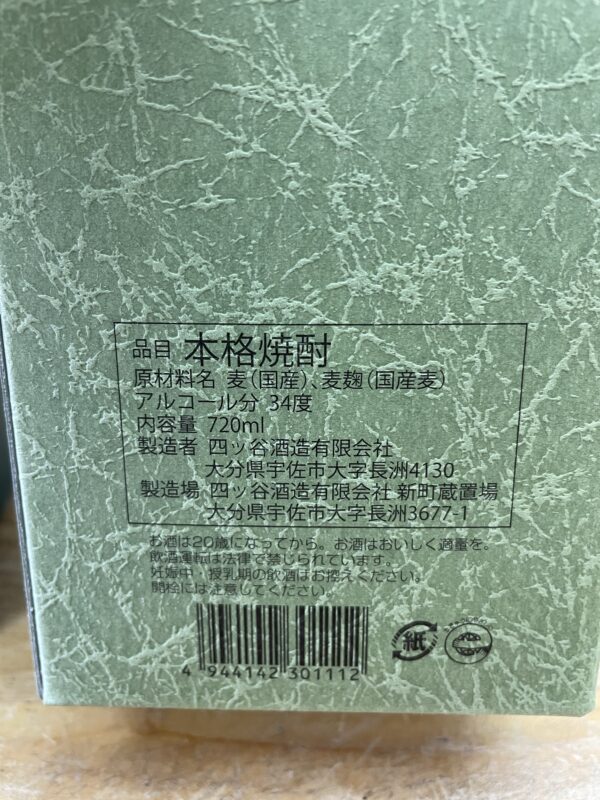 品目 本格焼酎
原材料名 麦(国産)、麦麹(国産麦)
アルコール分 34度
内容量 720ml
製造者 四ッ谷酒造有限会社
大分県宇佐市大字長洲4130
製造場 四ッ谷酒造有限会社 新町蔵置場
大分県宇佐市大字長洲3677-1
お酒は20歳になってから。お酒はおいしく適量を。
飲酒運転は法律で禁じられています。
妊娠中・授乳期の飲酒はお控えください。
開栓には注意してください。
紙
4 944142 301112